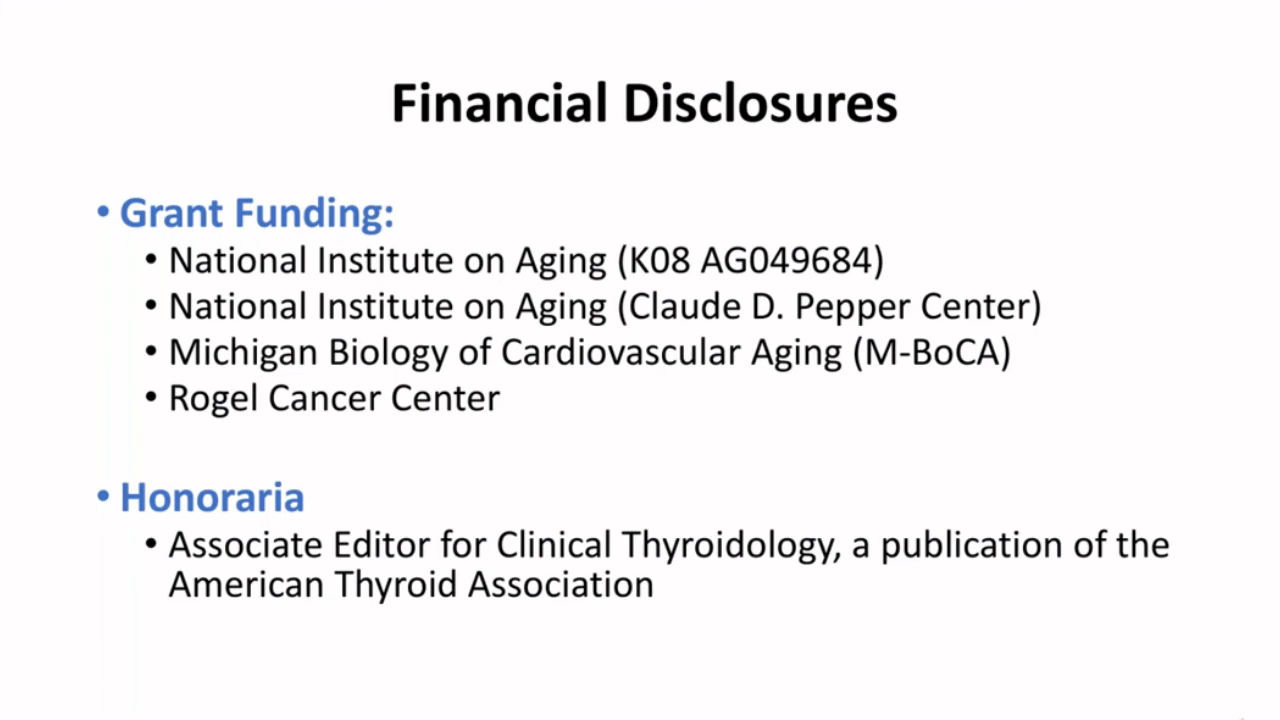 Financial Disclosures
• Grant Funding:
• National Institute on Aging (K08 AG049684)
• National Institute on Aging (Claude D. Pepper Center)
• Michigan Biology of Cardiovascular Aging (M-BoCA)
• Rogel Cancer Center
• Honoraria
• Associate Editor for Clinical Thyroidology, a publication of the
American Thyroid Association